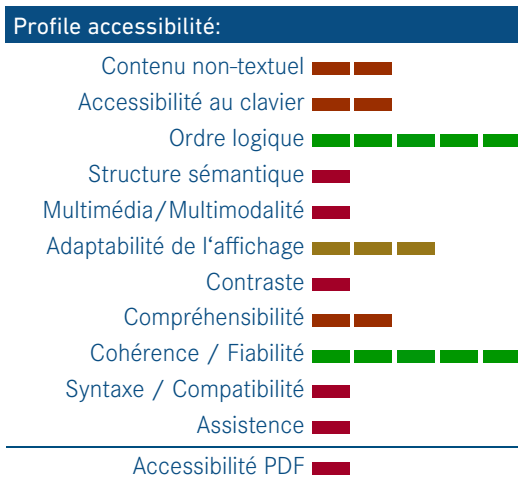 Profile accessibilité:
Contenu non-textuel
Accessibilité au clavier
Ordre logique
Structure sémantique
Multimédia/Multimodalité
Adaptabilité de l‘affichage
Contraste
Compréhensibilité
Cohérence / Fiabilité
Syntaxe / Compatibilité
Assistence
Accessibilité PDF